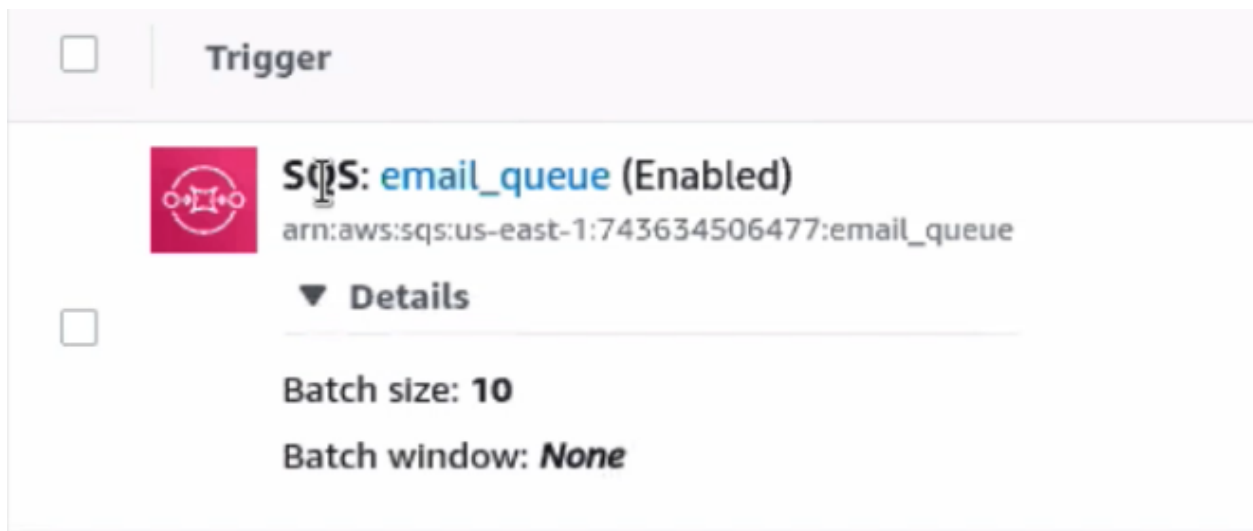 Trigger
SQS: email_queue (Enabled)
arn:aws:sqs:us-east-1:743634506477:email_queue
▼ Details
Batch size: 10
Batch window: None